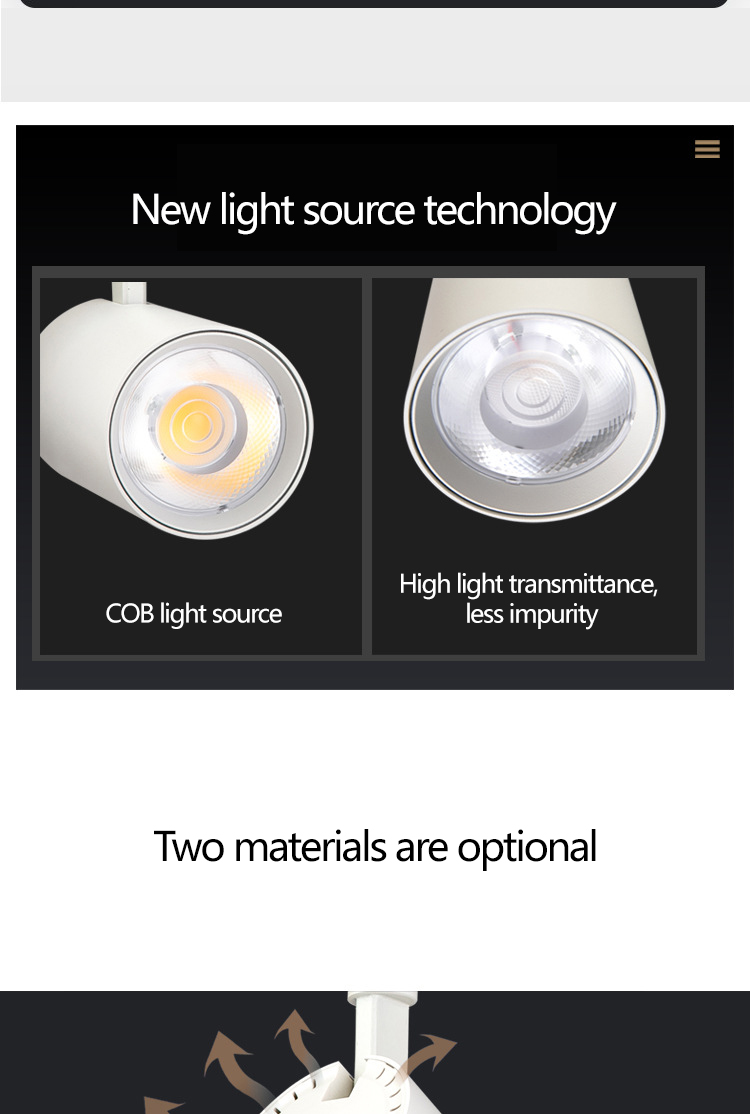 New light source technology
COB light source
High light transmittance,
less impurity
Two materials are optional